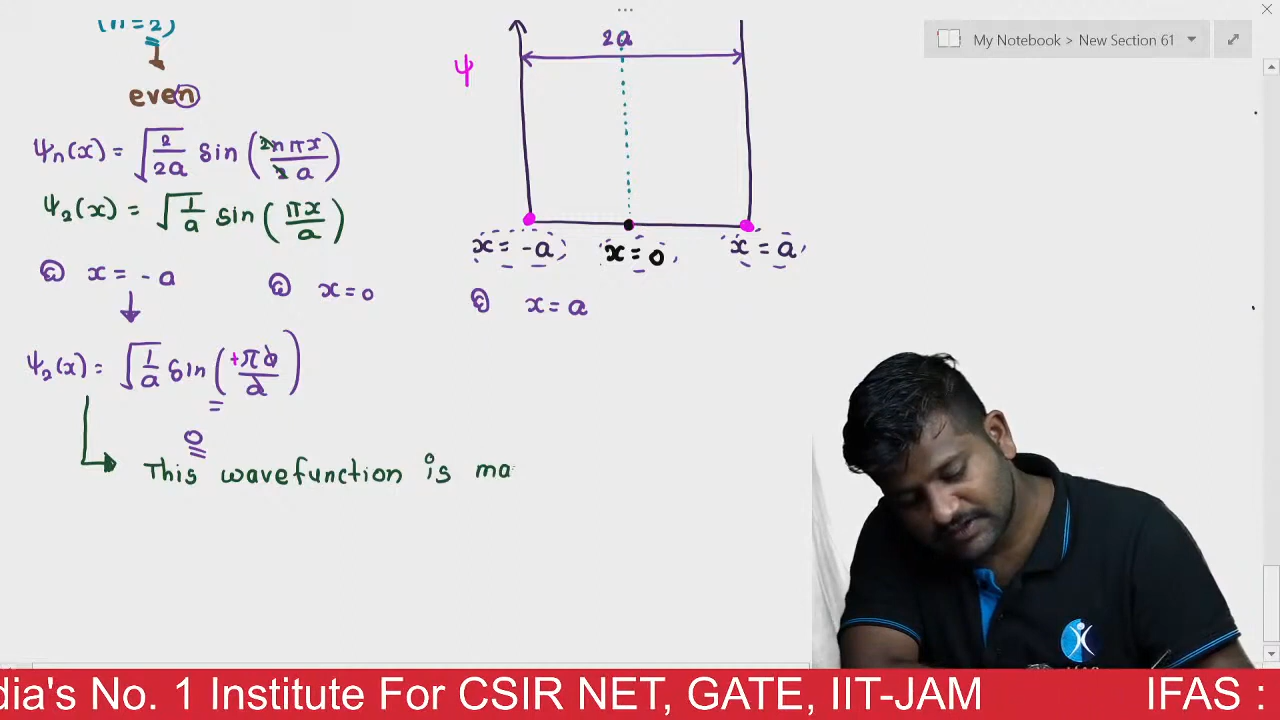 (n=2)
even
ψn(x) = √2/2a sin (2nπx/2a)
ψ2(x) = √1/a sin (πx/a)
@ x = -a
@ x = 0
@ x = a
ψ2(x) = √1/a sin (+πa/a)
0
This wavefunction is ma
2a
ψ
x = -a
x = 0
x = a
My Notebook > New Section 61
dia's No. 1 Institute For CSIR NET, GATE, IIT-JAM IFAS :